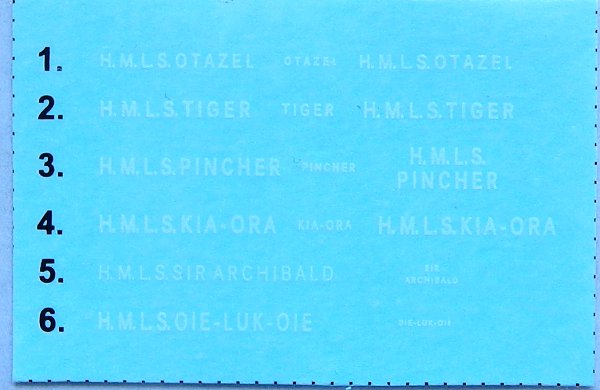 1. H.M.L.S.OTAZEL OTAZEL H.M.L.S.OTAZEL
2. H.M.L.S.TIGER TIGER H.M.L.S.TIGER
3. H.M.L.S.PINCHER PINCHER H.M.L.S. PINCHER
4. H.M.L.S.KIA-ORA KIA-ORA H.M.L.S.KIA-ORA
5. H.M.L.S.SIR ARCHIBALD SIR ARCHIBALD
6. H.M.L.S.OIE-LUK-OIE OIE-LUK-OIE